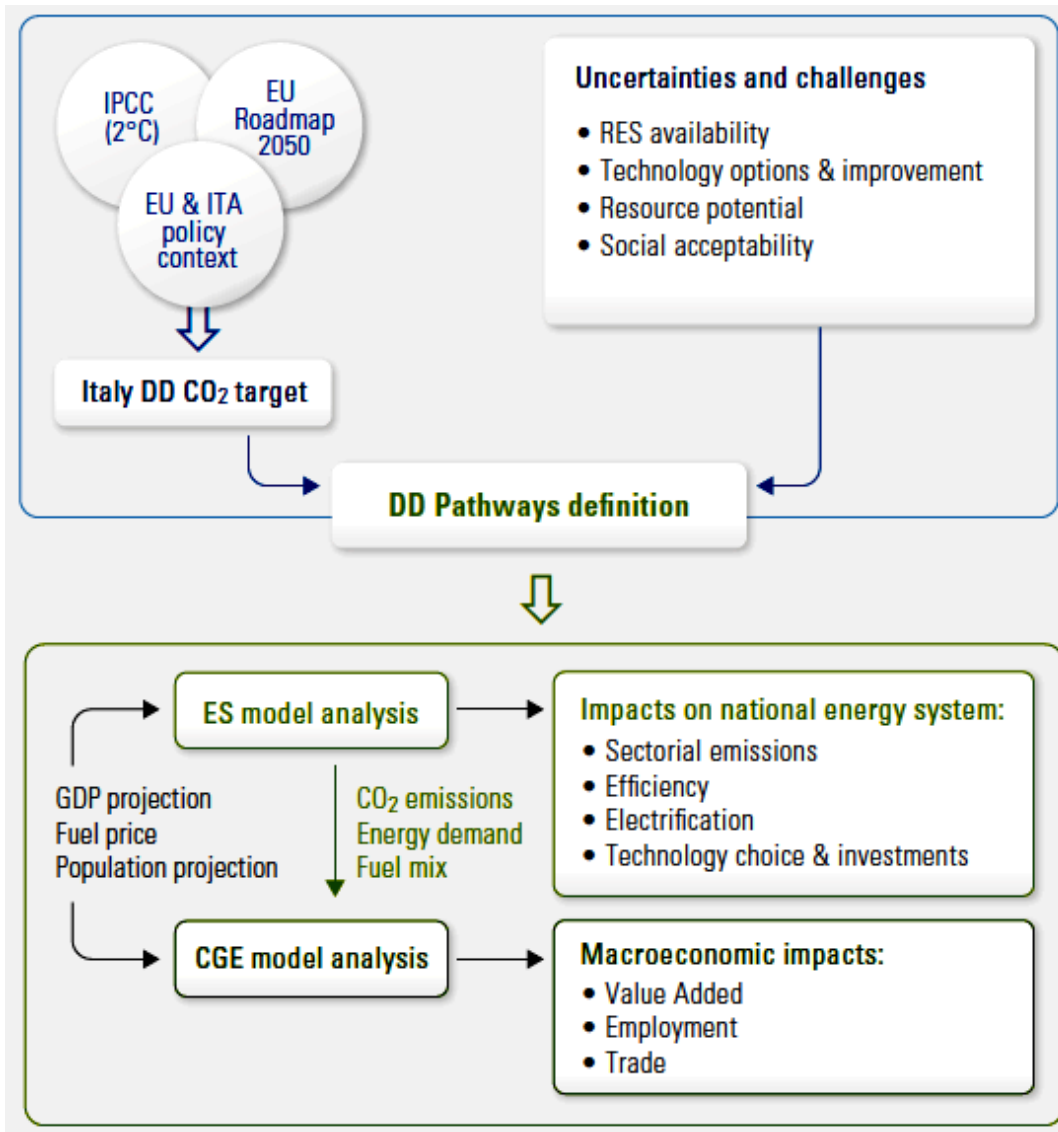 IPCC
(2°C)
EU
Roadmap
2050
EU & ITA
policy
context
Italy DD CO₂ target
Uncertainties and challenges
• RES availability
• Technology options & improvement
• Resource potential
• Social acceptability
DD Pathways definition
ES model analysis
GDP projection
Fuel price
Population projection
CO₂ emissions
Energy demand
Fuel mix
CGE model analysis
Impacts on national energy system:
• Sectorial emissions
• Efficiency
• Electrification
• Technology choice & investments
Macroeconomic impacts:
• Value Added
• Employment
• Trade